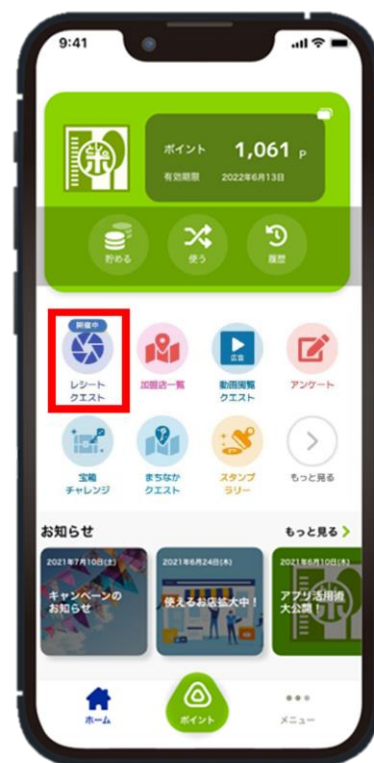 9:41
ポイント 1,061 P
有効期限 2022年6月13日
貯める
使う
履歴
開催中
レシート
クエスト
加盟店一覧
広告
動画閲覧
クエスト
アンケート
宝箱
チャレンジ
まちなか
クエスト
スタンプ
ラリー
もっと見る
お知らせ
もっと見る
2021年7月10日(土)
キャンペーンの
お知らせ
2021年6月24日(木)
使えるお店拡大中！
2021年6月10日(木)
アプリ活用術
大公開！
ホーム
ポイント
メニュー